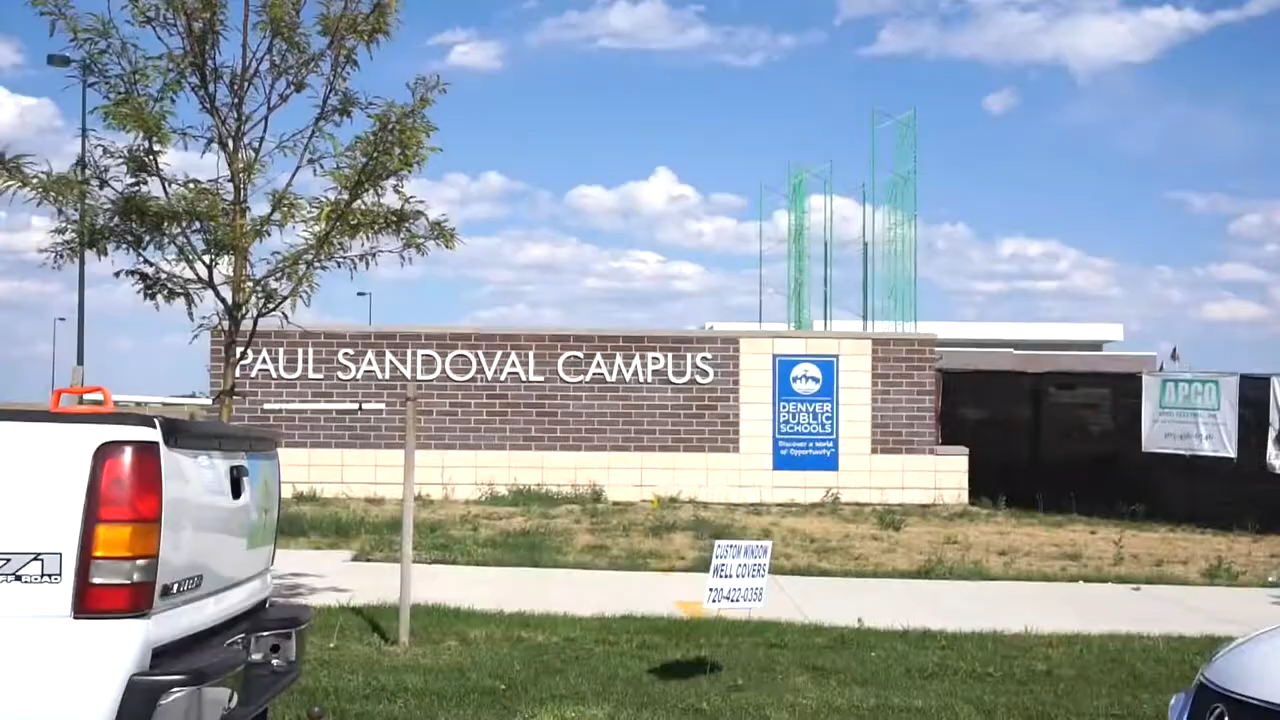 PAUL SANDOVAL CAMPUS
DENVER
PUBLIC
SCHOOLS
Discover a World
of Opportunity™
APCO
CUSTOM WINDOW
WELL COVERS
720-422-0358
Z71
OFF ROAD